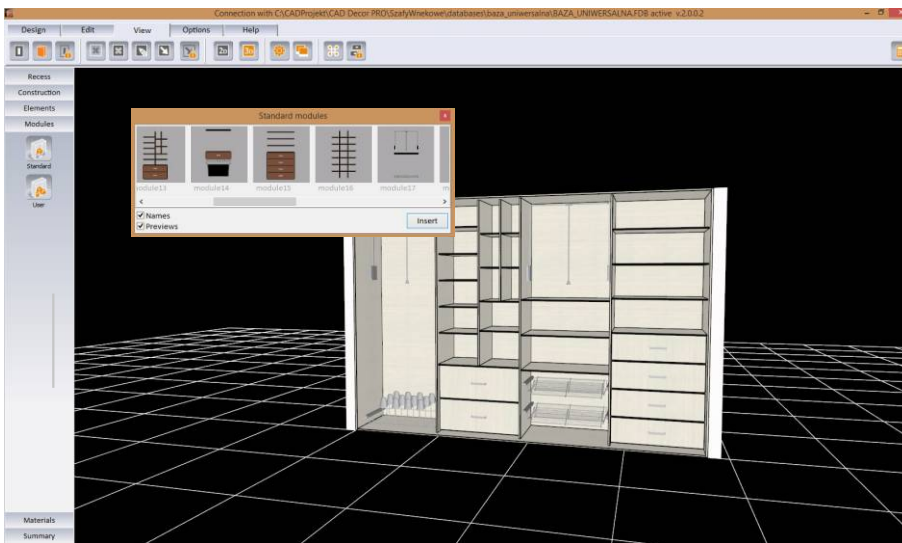 Connection with C:\CADProjekt\CAD Decor PRO\SzafyWnekowe\databases\baza_uniwersalna\BAZA_UNIWERSALNA.FDB active v.2.0.0.2
Design Edit View Options Help
2D 3D
Recess
Construction
Elements
Modules
Standard
User
Standard modules
module13 module14 module15 module16 module17 m
Names
Previews
Insert
Materials
Summary